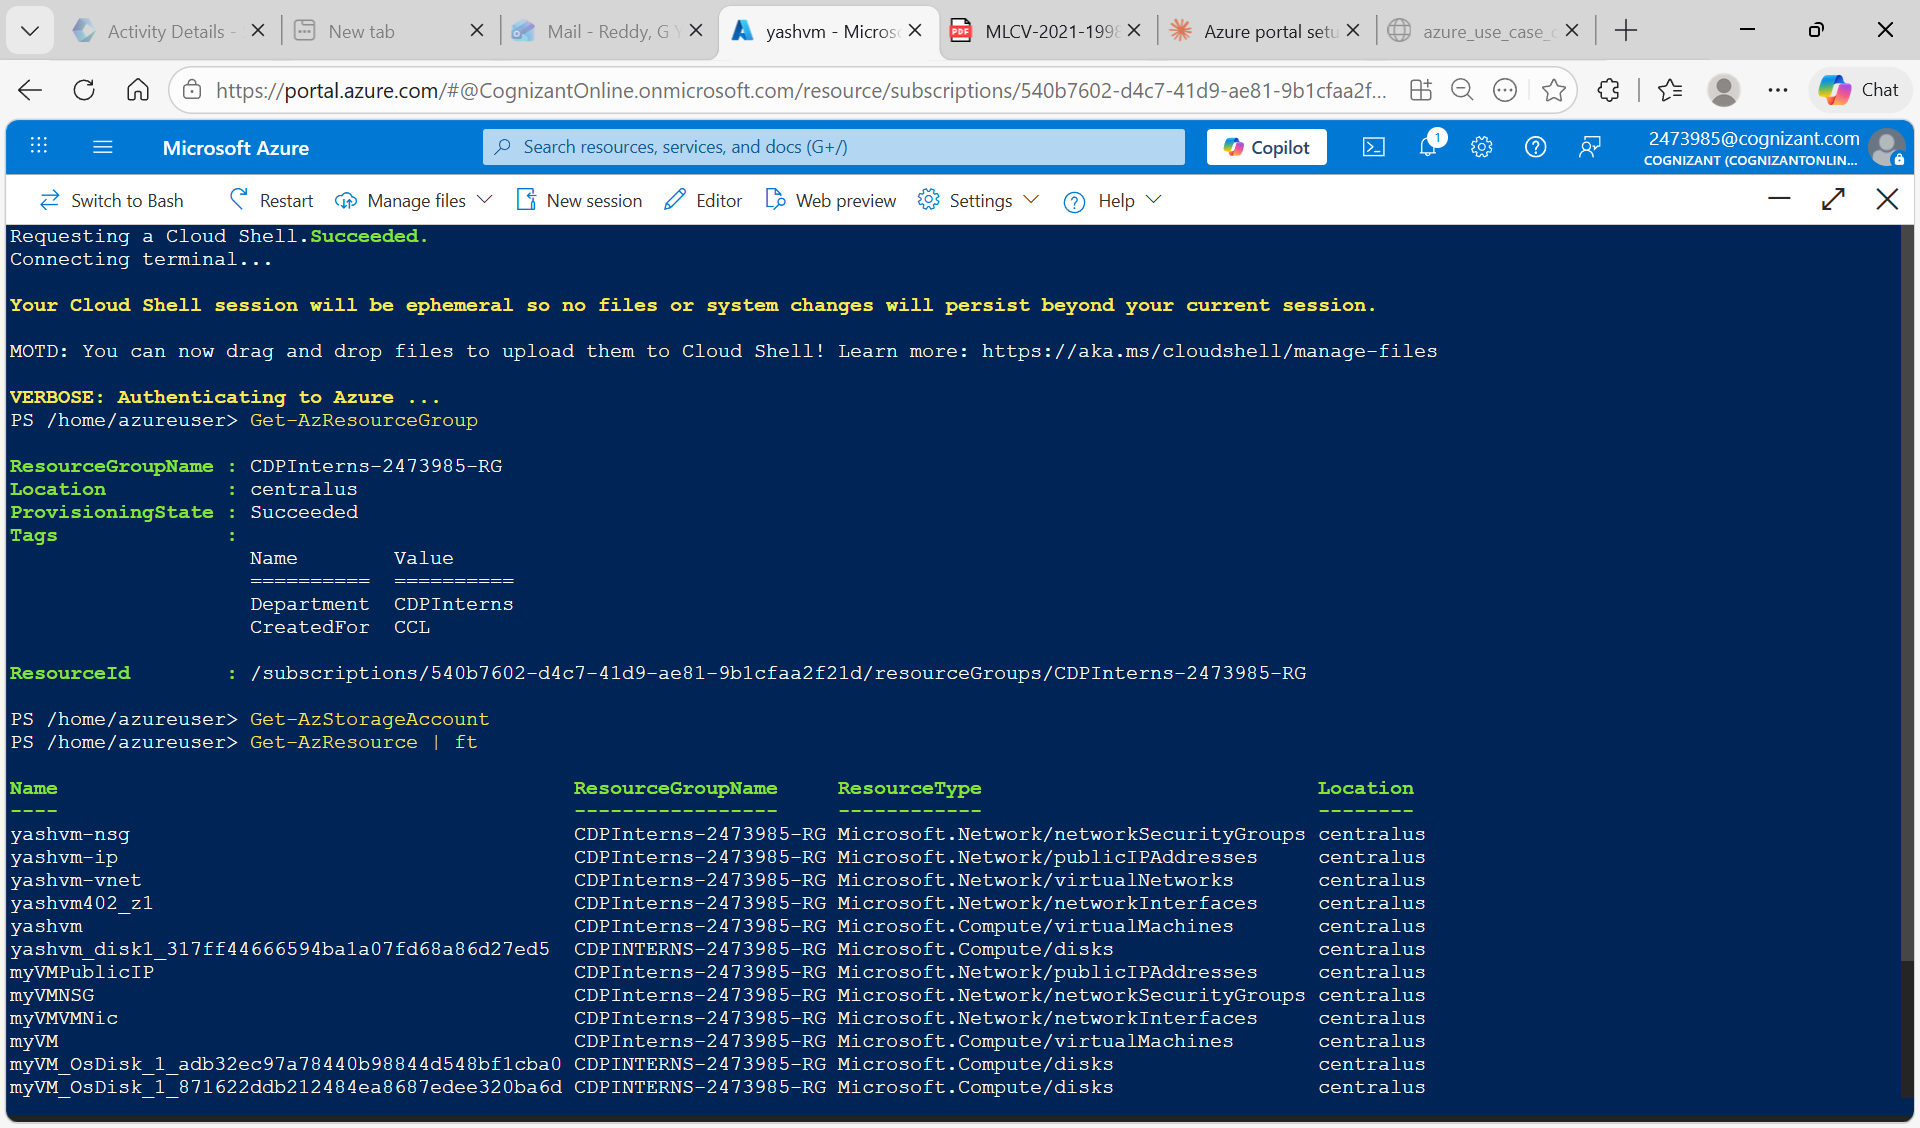 Activity Details -
New tab
Mail - Reddy, G Y
yashvm - Micros
MLCV-2021-199
Azure portal setu
azure_use_case_
https://portal.azure.com/#@CognizantOnline.onmicrosoft.com/resource/subscriptions/540b7602-d4c7-41d9-ae81-9b1cfaa2f...
Chat
Microsoft Azure
Search resources, services, and docs (G+/)
Copilot
1
2473985@cognizant.com
COGNIZANT (COGNIZANTONLIN...
Switch to Bash
Restart
Manage files
New session
Editor
Web preview
Settings
Help
Requesting a Cloud Shell.Succeeded.
Connecting terminal...
Your Cloud Shell session will be ephemeral so no files or system changes will persist beyond your current session.
MOTD: You can now drag and drop files to upload them to Cloud Shell! Learn more: https://aka.ms/cloudshell/manage-files
VERBOSE: Authenticating to Azure ...
PS /home/azureuser> Get-AzResourceGroup
ResourceGroupName : CDPInterns-2473985-RG
Location          : centralus
ProvisioningState : Succeeded
Tags              :
Name        Value
==========  ==========
Department  CDPInterns
CreatedFor  CCL
ResourceId        : /subscriptions/540b7602-d4c7-41d9-ae81-9b1cfaa2f21d/resourceGroups/CDPInterns-2473985-RG
PS /home/azureuser> Get-AzStorageAccount
PS /home/azureuser> Get-AzResource | ft
Name ResourceGroupName ResourceType Location
---- ----------------- ------------ --------
yashvm-nsg CDPInterns-2473985-RG Microsoft.Network/networkSecurityGroups centralus
yashvm-ip CDPInterns-2473985-RG Microsoft.Network/publicIPAddresses centralus
yashvm-vnet CDPInterns-2473985-RG Microsoft.Network/virtualNetworks centralus
yashvm402_z1 CDPInterns-2473985-RG Microsoft.Network/networkInterfaces centralus
yashvm CDPInterns-2473985-RG Microsoft.Compute/virtualMachines centralus
yashvm_disk1_317ff44666594ba1a07fd68a86d27ed5 CDPINTERNS-2473985-RG Microsoft.Compute/disks centralus
myVMPublicIP CDPInterns-2473985-RG Microsoft.Network/publicIPAddresses centralus
myVMNSG CDPInterns-2473985-RG Microsoft.Network/networkSecurityGroups centralus
myVMVMNic CDPInterns-2473985-RG Microsoft.Network/networkInterfaces centralus
myVM CDPInterns-2473985-RG Microsoft.Compute/virtualMachines centralus
myVM_OsDisk_1_adb32ec97a78440b98844d548bf1cba0 CDPINTERNS-2473985-RG Microsoft.Compute/disks centralus
myVM_OsDisk_1_871622ddb212484ea8687edee320ba6d CDPINTERNS-2473985-RG Microsoft.Compute/disks centralus